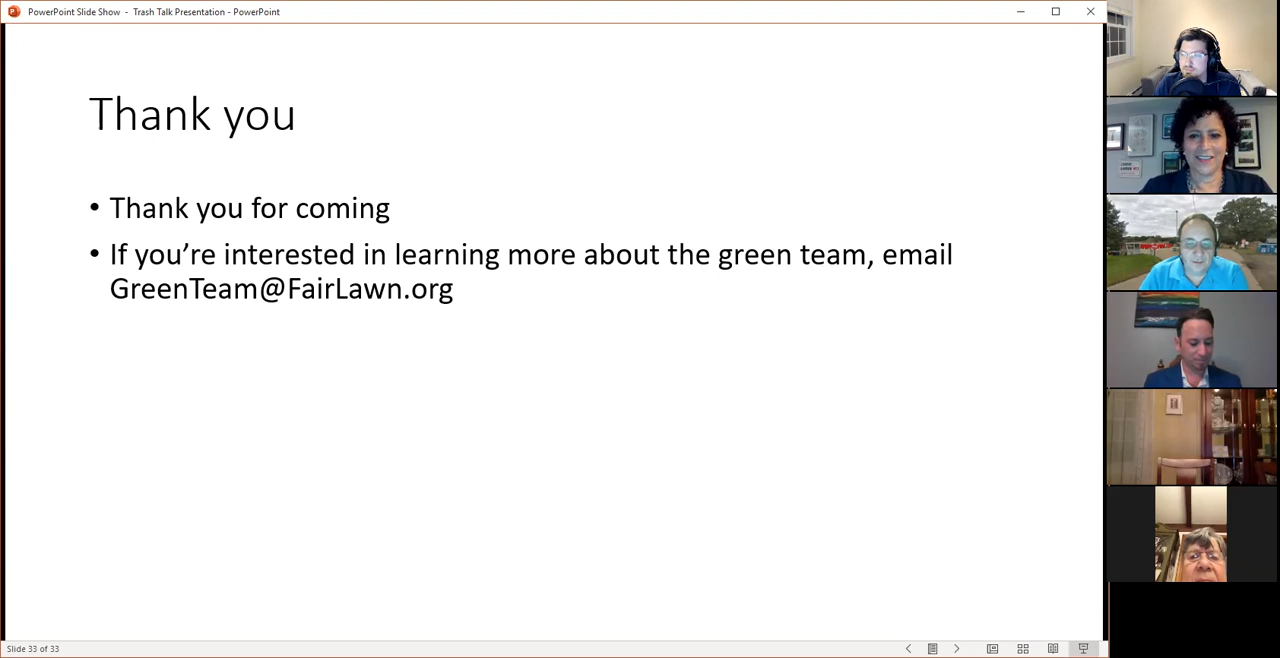 PowerPoint Slide Show - Trash Talk Presentation - PowerPoint
Thank you
• Thank you for coming
• If you’re interested in learning more about the green team, email
GreenTeam@FairLawn.org
Slide 33 of 33